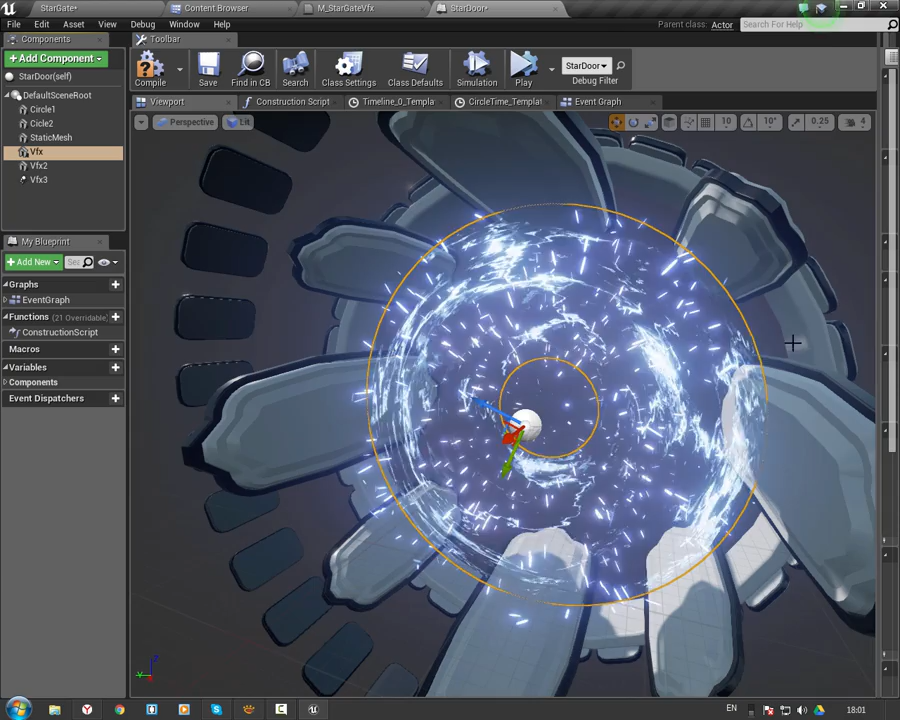 StarGate*
Content Browser
M_StarGateVfx
StarDoor*
File Edit Asset View Debug Window Help
Parent class: Actor
Search For Help
Components
Toolbar
+ Add Component
StarDoor(self)
DefaultSceneRoot
Circle1
Cicle2
StaticMesh
Vfx
Vfx2
Vfx3
Compile
Save
Find in CB
Search
Class Settings
Class Defaults
Simulation
Play
StarDoor
Debug Filter
Viewport
Construction Script
Timeline_0_Templa
CircleTime_Templat
Event Graph
Perspective
Lit
10
10°
0.25
4
My Blueprint
+ Add New
Sea
Graphs
EventGraph
Functions (21 Overridable)
ConstructionScript
Macros
Variables
Components
Event Dispatchers
Z
Y
EN
18:01